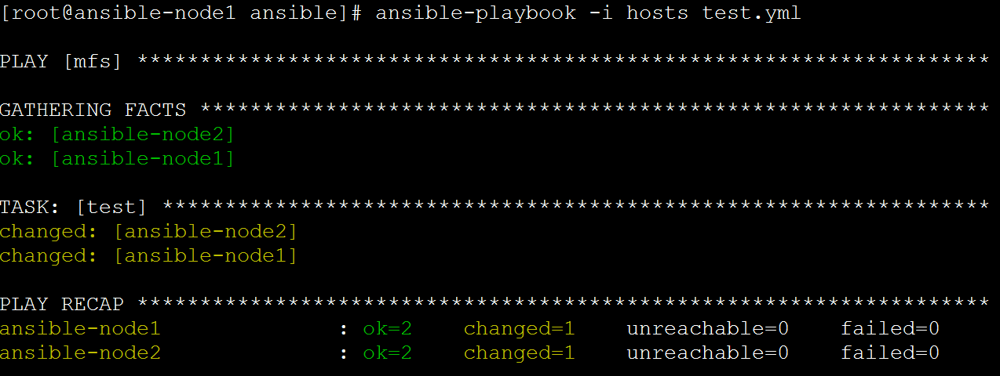 [root@ansible-node1 ansible]# ansible-playbook -i hosts test.yml
PLAY [mfs] ********************************************************************
GATHERING FACTS ***************************************************************
ok: [ansible-node2]
ok: [ansible-node1]
TASK: [test] ******************************************************************
changed: [ansible-node2]
changed: [ansible-node1]
PLAY RECAP ********************************************************************
ansible-node1 : ok=2 changed=1 unreachable=0 failed=0
ansible-node2 : ok=2 changed=1 unreachable=0 failed=0